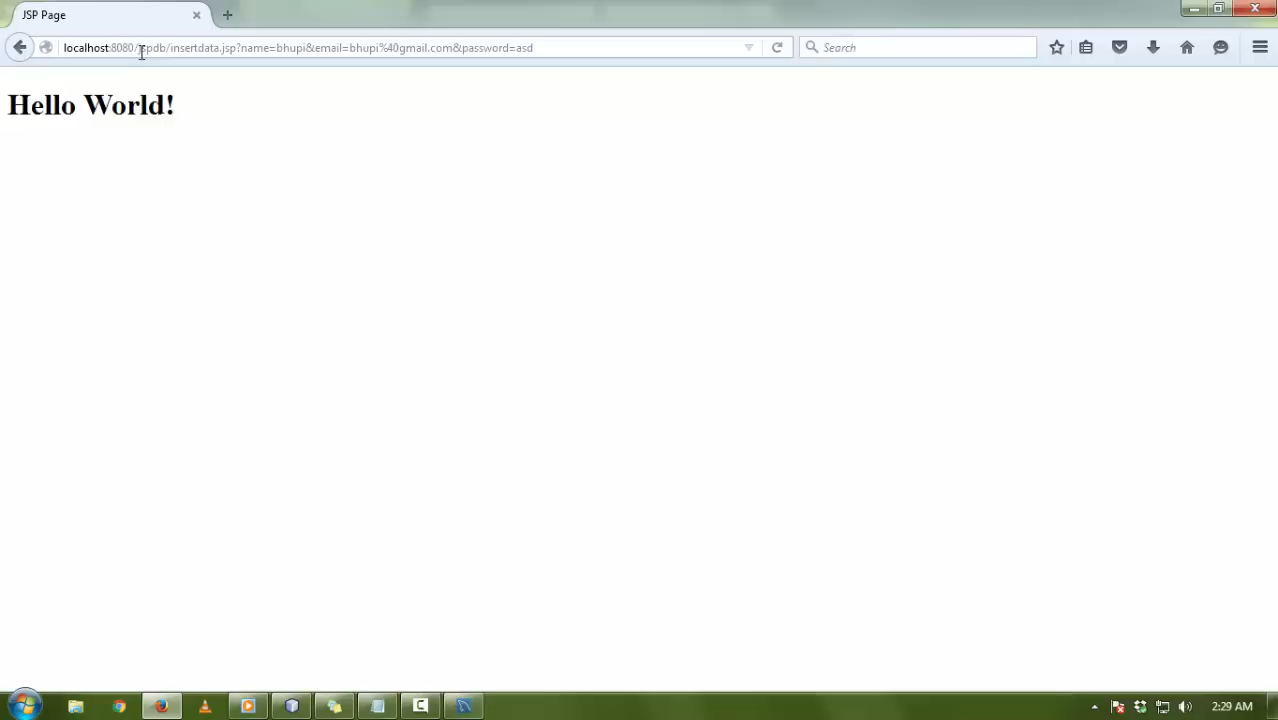 JSP Page
localhost:8080/jspdb/insertdata.jsp?name=bhupi&email=bhupi%40gmail.com&password=asd
Search
Hello World!
2:29 AM